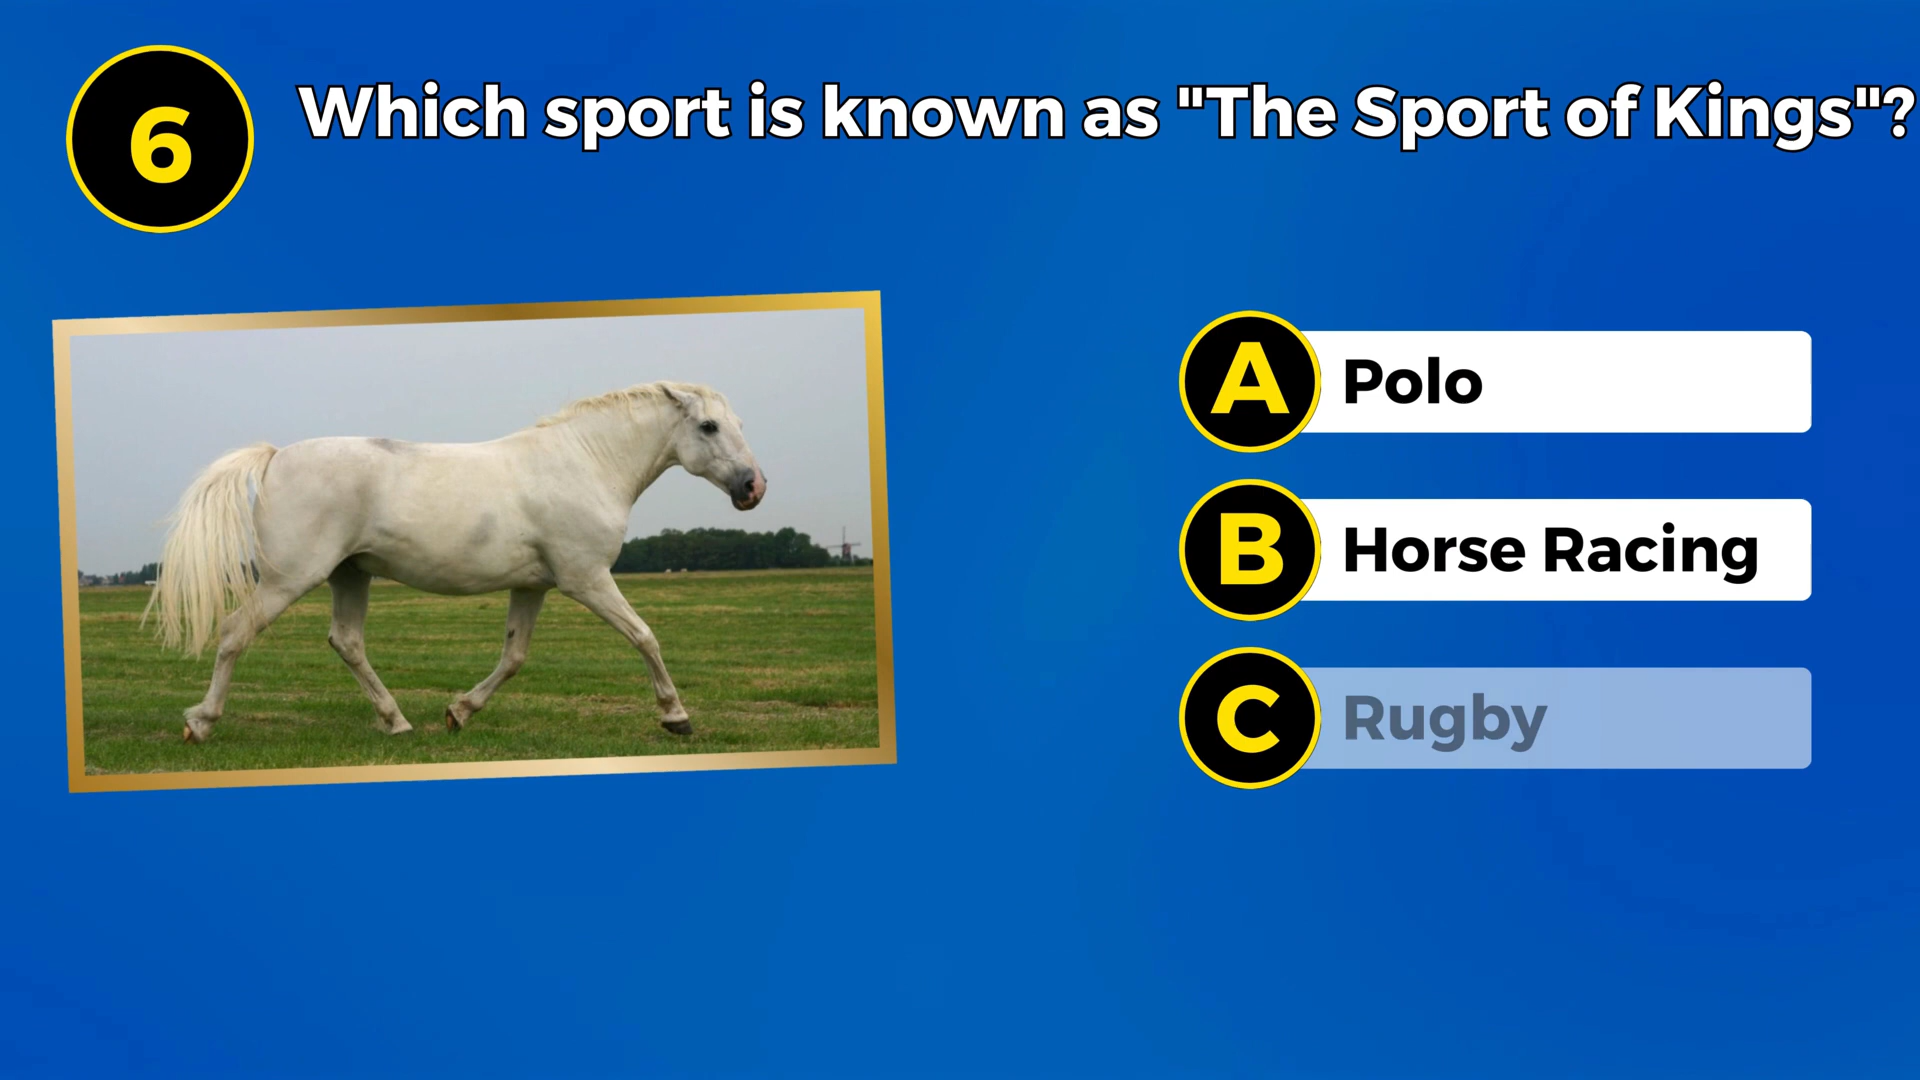 6
Which sport is known as "The Sport of Kings"?
A Polo
B Horse Racing
C Rugby